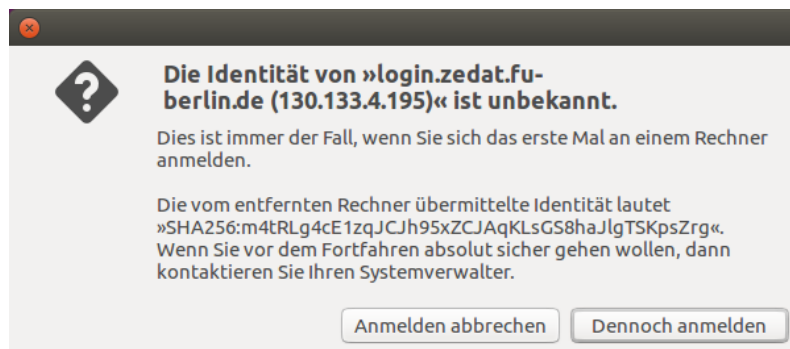 Die Identität von »login.zedat.fu-
berlin.de (130.133.4.195)« ist unbekannt.
Dies ist immer der Fall, wenn Sie sich das erste Mal an einem Rechner
anmelden.
Die vom entfernten Rechner übermittelte Identität lautet
»SHA256:m4tRLg4cE1zqJCJh95xZCJAqKLsGS8haJlgTSKpsZrg«.
Wenn Sie vor dem Fortfahren absolut sicher gehen wollen, dann
kontaktieren Sie Ihren Systemverwalter.
Anmelden abbrechen Dennoch anmelden